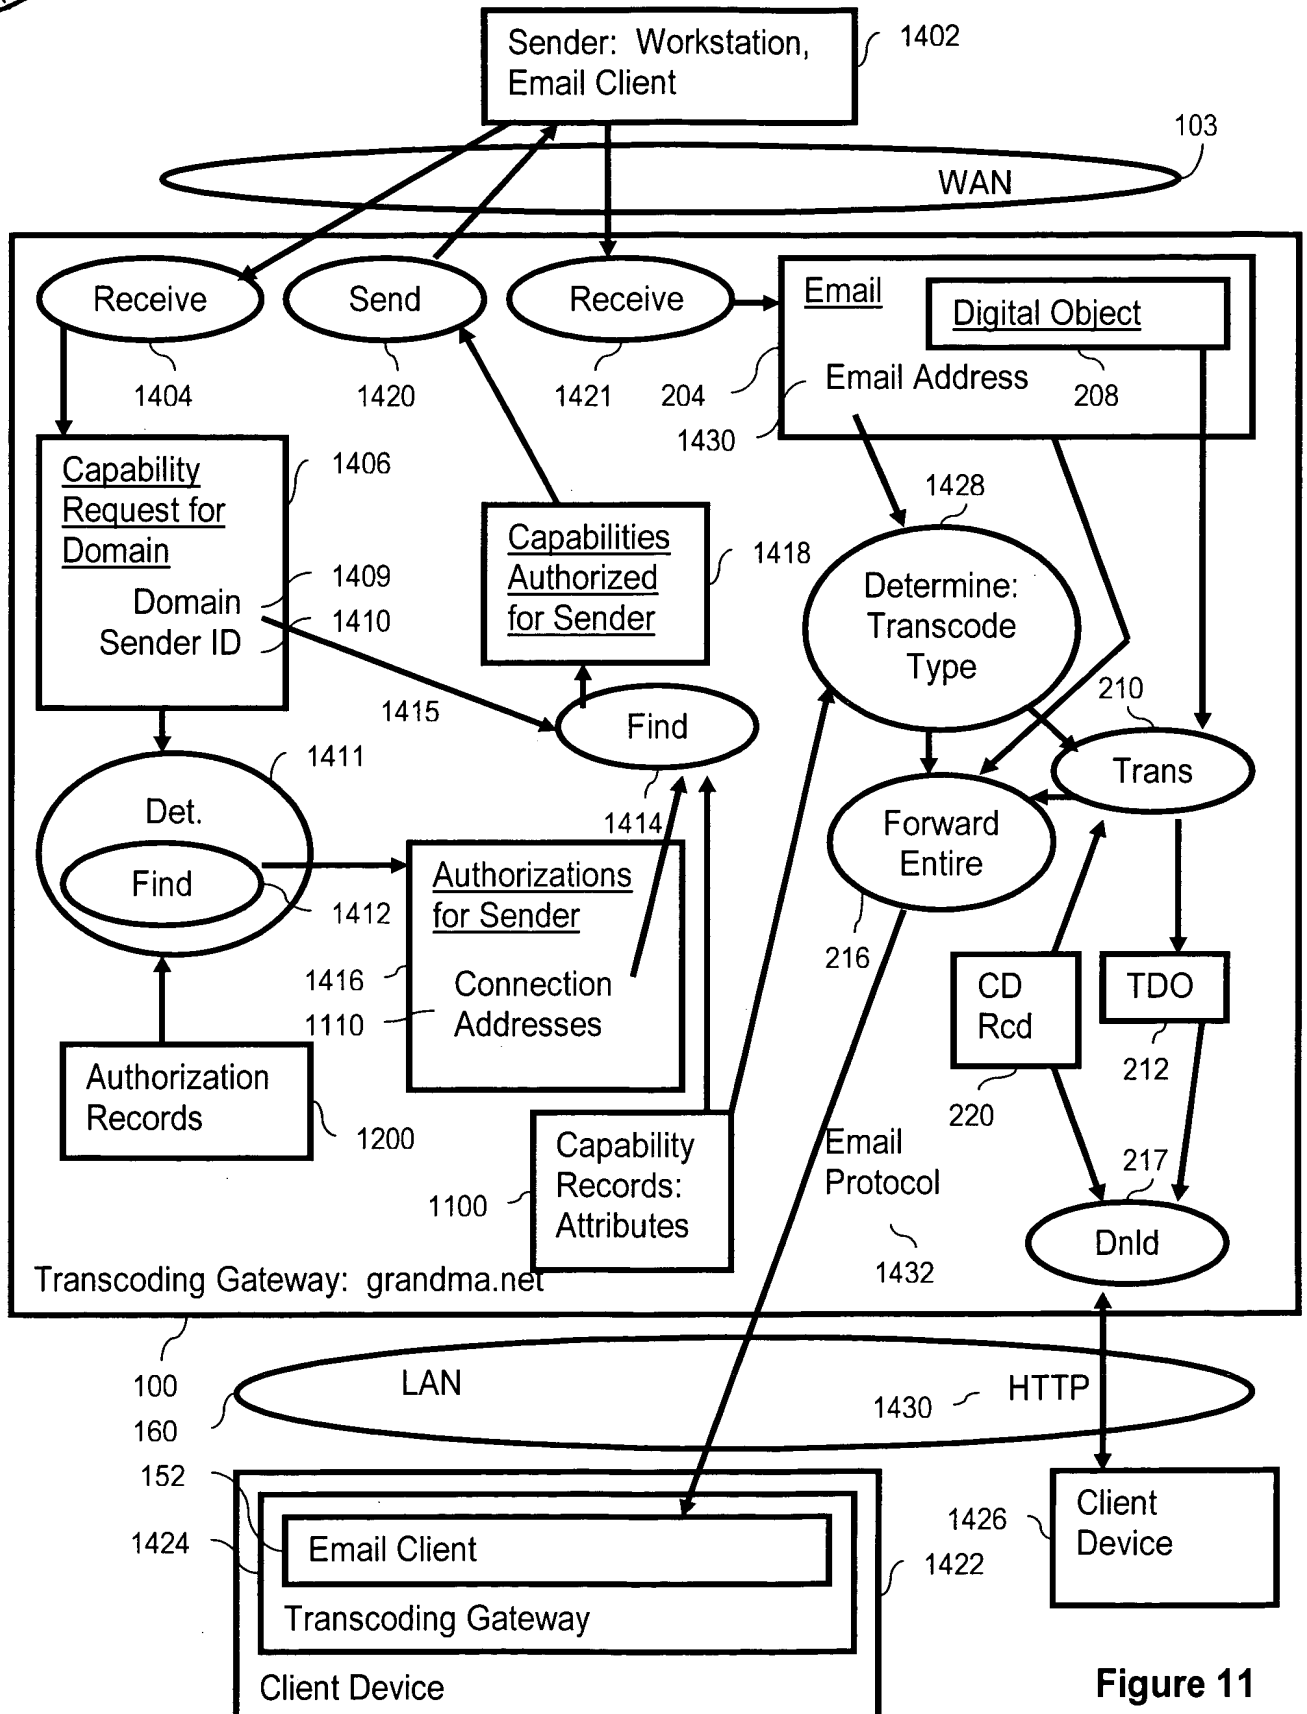 Sender: Workstation,
Email Client
1402
103
WAN
Receive
Send
Receive
Email
Digital Object
1404
1420
1421
204
Email Address
208
1430
Capability
Request for
Domain
1406
Domain
1409
Sender ID
1410
Capabilities
Authorized
for Sender
1418
1428
Determine:
Transcode
Type
1415
Find
1414
210
Trans
1411
Det.
Find
1412
Forward
Entire
216
Authorizations
for Sender
1416
Connection
Addresses
1110
CD
Rcd
220
TDO
212
Authorization
Records
1200
Capability
Records:
Attributes
1100
Email
Protocol
1432
217
Dnld
Transcoding Gateway: grandma.net
100
160
LAN
1430
HTTP
152
1424
Email Client
Transcoding Gateway
Client Device
1422
1426
Client
Device
Figure 11